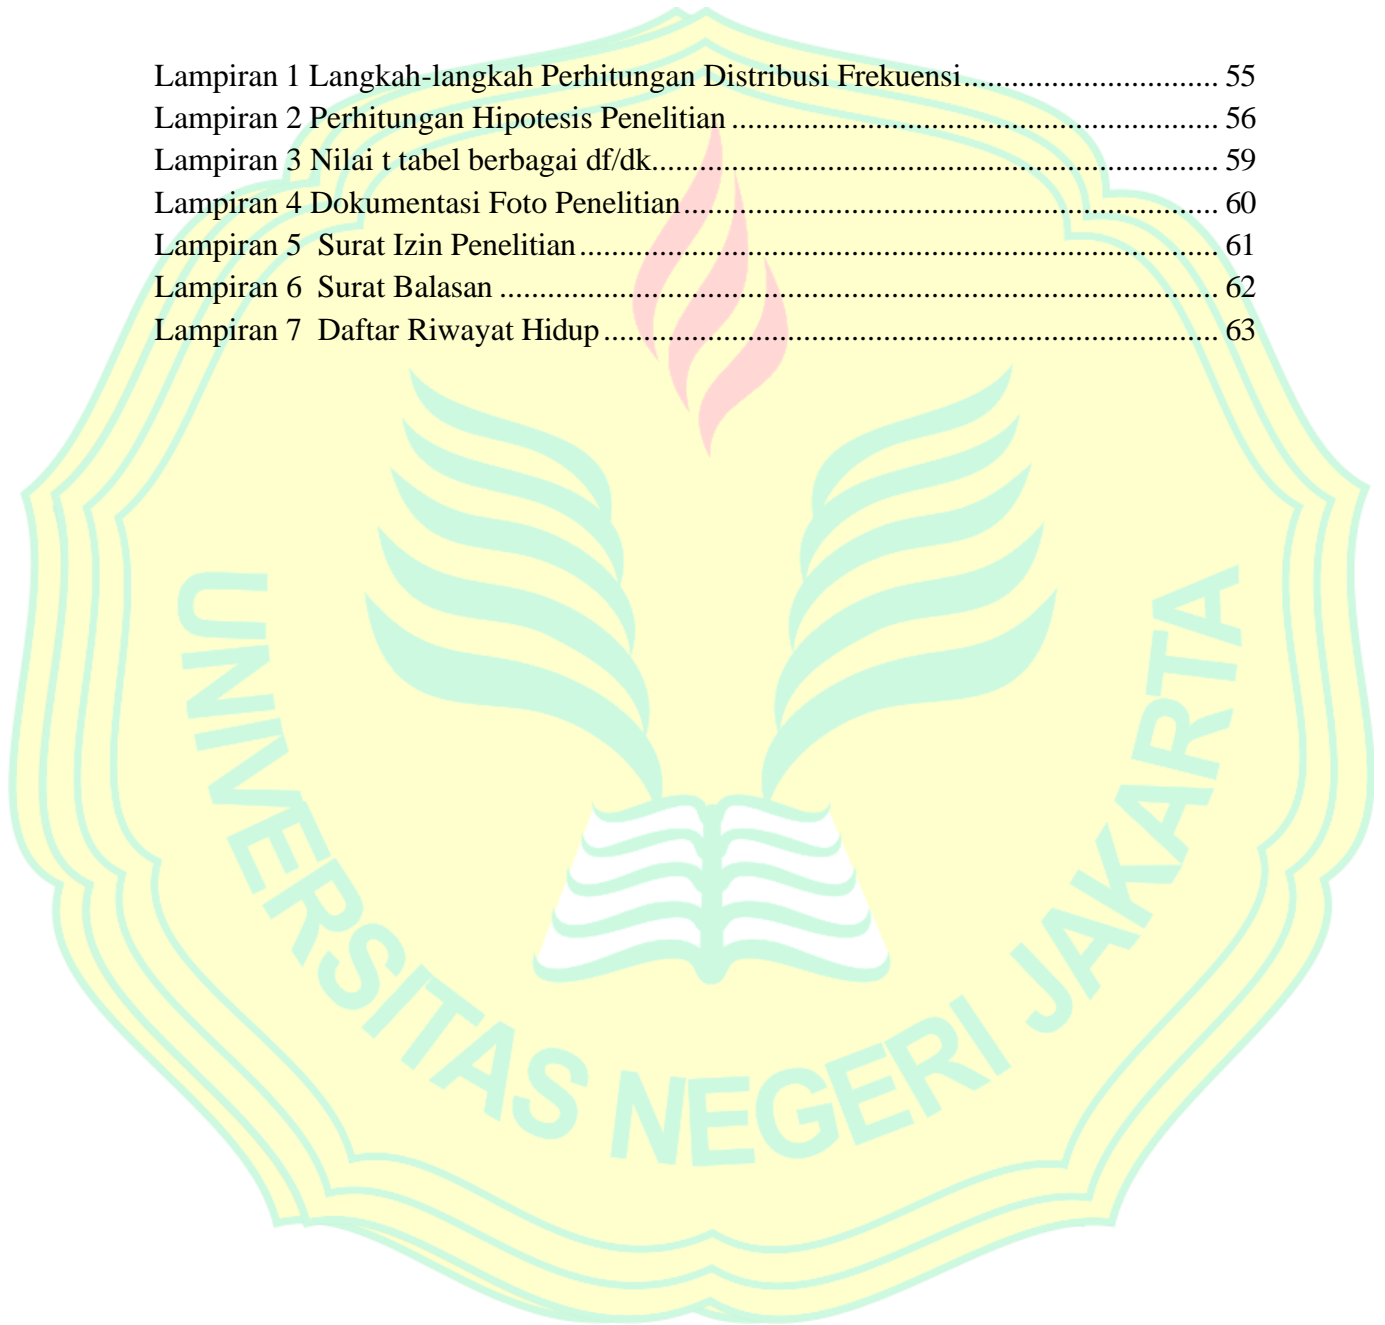 Lampiran 1 Langkah-langkah Perhitungan Distribusi Frekuensi................................ 55
Lampiran 2 Perhitungan Hipotesis Penelitian ............................................................. 56
Lampiran 3 Nilai t tabel berbagai df/dk....................................................................... 59
Lampiran 4 Dokumentasi Foto Penelitian................................................................... 60
Lampiran 5  Surat Izin Penelitian ................................................................................ 61
Lampiran 6  Surat Balasan .......................................................................................... 62
Lampiran 7  Daftar Riwayat Hidup ............................................................................. 63
UNIVERSITAS NEGERI JAKARTA